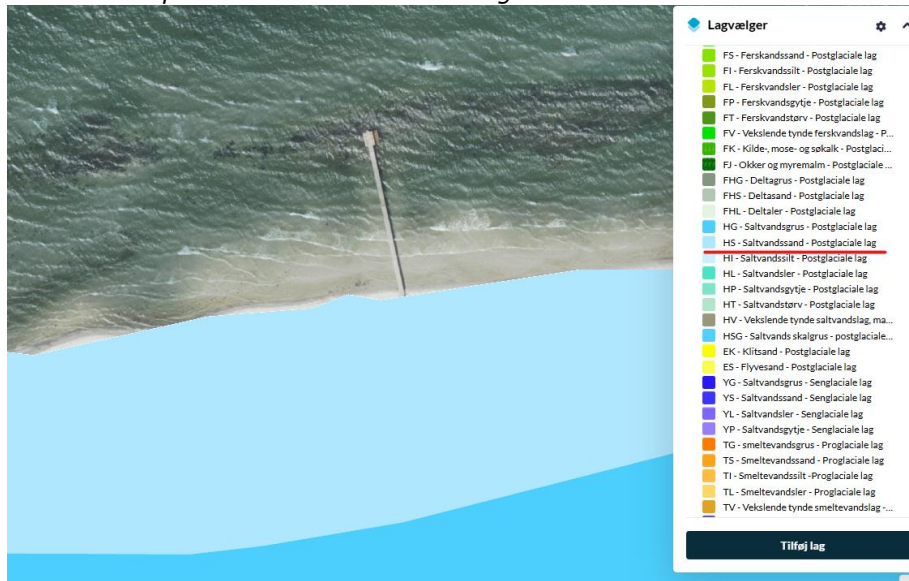 Lagvælger
FS - Ferskandssand - Postglaciale lag
FI - Ferskvandssilt - Postglaciale lag
FL - Ferskvandsler - Postglaciale lag
FP - Ferskvandsgytje - Postglaciale lag
FT - Ferskvandstørv - Postglaciale lag
FV - Vekslende tynde ferskvandslag - P...
FK - Kilde-, mose- og søkalk - Postglaci...
FJ - Okker og myremalm - Postglaciale ...
FHG - Deltagrus - Postglaciale lag
FHS - Deltasand - Postglaciale lag
FHL - Deltaler - Postglaciale lag
HG - Saltvandsgrus - Postglaciale lag
HS - Saltvandssand - Postglaciale lag
HI - Saltvandssilt - Postglaciale lag
HL - Saltvandsler - Postglaciale lag
HP - Saltvandsgytje - Postglaciale lag
HT - Saltvandstørv - Postglaciale lag
HV - Vekslende tynde saltvandslag, ma...
HSG - Saltvands skalgrus - postglaciale...
EK - Klitsand - Postglaciale lag
ES - Flyvesand - Postglaciale lag
YG - Saltvandsgrus - Senglaciale lag
YS - Saltvandssand - Senglaciale lag
YL - Saltvandsler - Senglaciale lag
YP - Saltvandsgytje - Senglaciale lag
TG - smeltevandsgrus - Proglaciale lag
TS - Smeltevandssand - Proglaciale lag
TI - Smeltevandssilt -Proglaciale lag
TL - Smeltevandsler - Proglaciale lag
TV - Vekslende tynde smeltevandslag -...
Tilføj lag